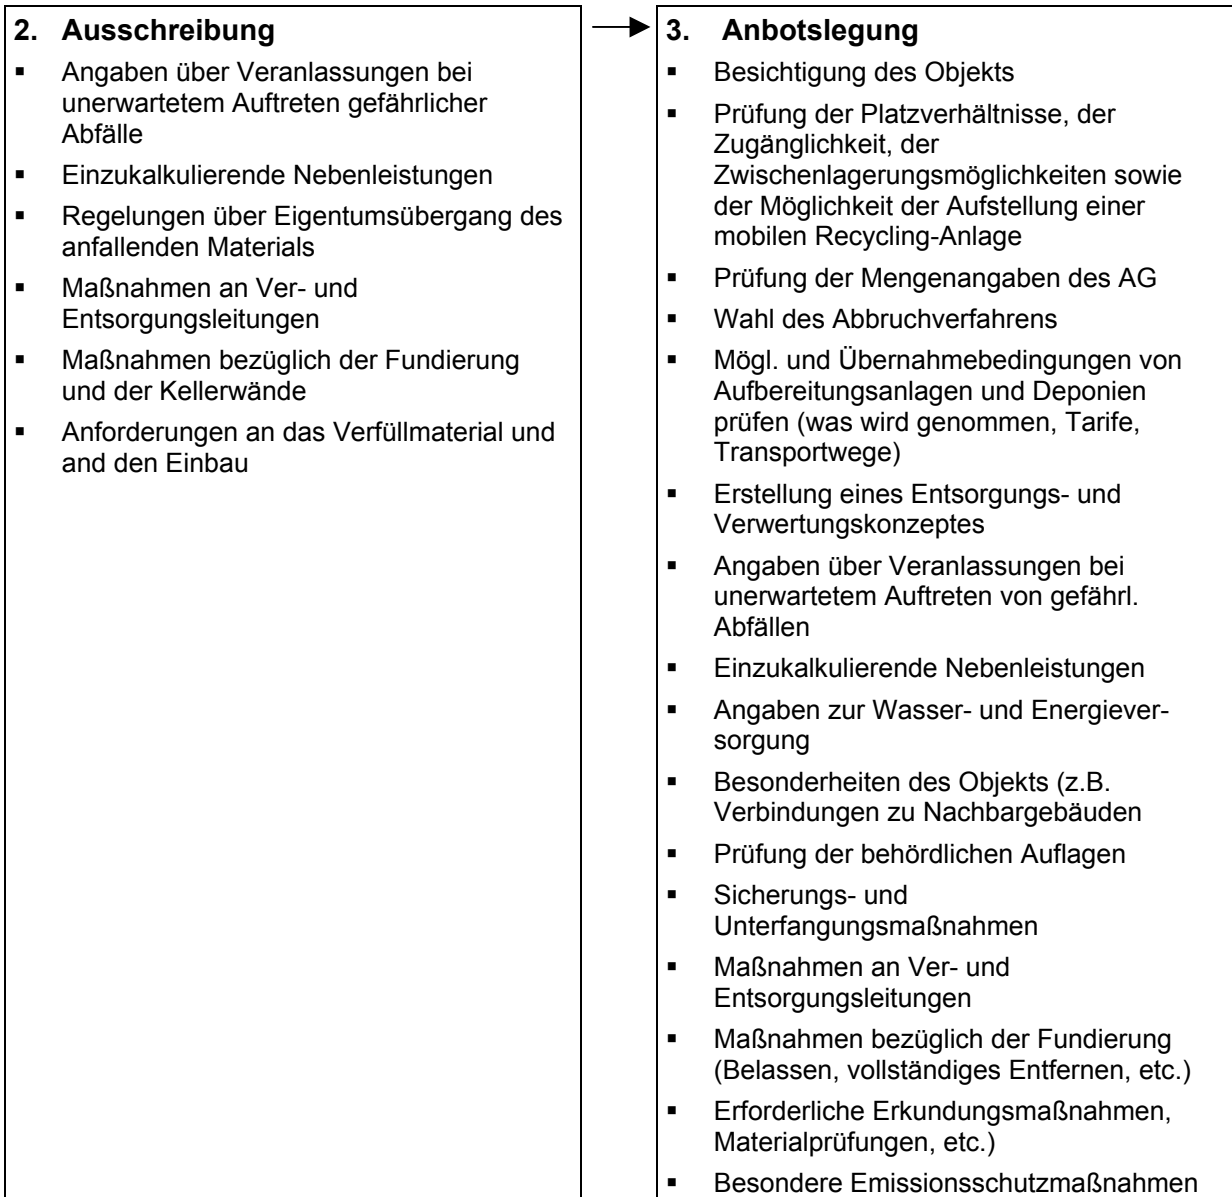 2. Ausschreibung
▪ Angaben über Veranlassungen bei
unerwartetem Auftreten gefährlicher
Abfälle
▪ Einzukalkulierende Nebenleistungen
▪ Regelungen über Eigentumsübergang des
anfallenden Materials
▪ Maßnahmen an Ver- und
Entsorgungsleitungen
▪ Maßnahmen bezüglich der Fundierung
und der Kellerwände
▪ Anforderungen an das Verfüllmaterial und
and den Einbau
3. Anbotslegung
▪ Besichtigung des Objekts
▪ Prüfung der Platzverhältnisse, der
Zugänglichkeit, der
Zwischenlagerungsmöglichkeiten sowie
der Möglichkeit der Aufstellung einer
mobilen Recycling-Anlage
▪ Prüfung der Mengenangaben des AG
▪ Wahl des Abbruchverfahrens
▪ Mögl. und Übernahmebedingungen von
Aufbereitungsanlagen und Deponien
prüfen (was wird genommen, Tarife,
Transportwege)
▪ Erstellung eines Entsorgungs- und
Verwertungskonzeptes
▪ Angaben über Veranlassungen bei
unerwartetem Auftreten von gefährl.
Abfällen
▪ Einzukalkulierende Nebenleistungen
▪ Angaben zur Wasser- und Energiever-
sorgung
▪ Besonderheiten des Objekts (z.B.
Verbindungen zu Nachbargebäuden
▪ Prüfung der behördlichen Auflagen
▪ Sicherungs- und
Unterfangungsmaßnahmen
▪ Maßnahmen an Ver- und
Entsorgungsleitungen
▪ Maßnahmen bezüglich der Fundierung
(Belassen, vollständiges Entfernen, etc.)
▪ Erforderliche Erkundungsmaßnahmen,
Materialprüfungen, etc.)
▪ Besondere Emissionsschutzmaßnahmen